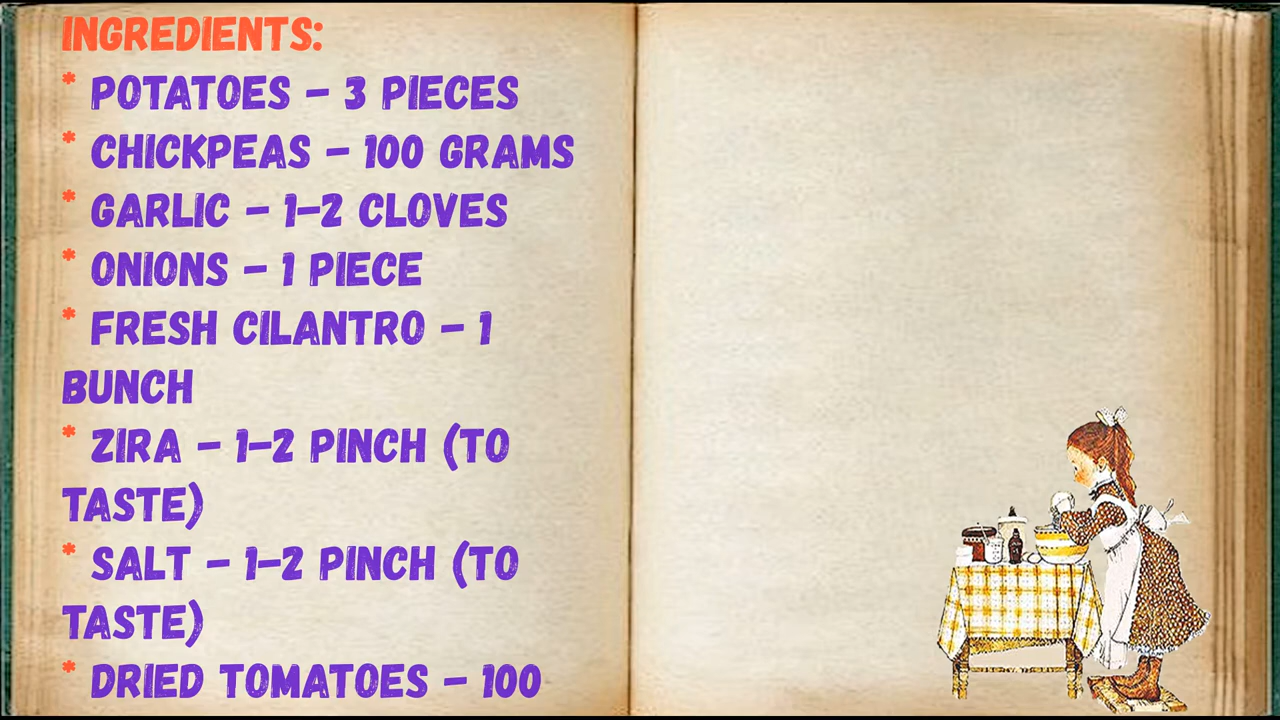 INGREDIENTS:
* POTATOES – 3 PIECES
* CHICKPEAS – 100 GRAMS
* GARLIC – 1–2 CLOVES
* ONIONS – 1 PIECE
* FRESH CILANTRO – 1
BUNCH
* ZIRA – 1–2 PINCH (TO
TASTE)
* SALT – 1–2 PINCH (TO
TASTE)
* DRIED TOMATOES – 100